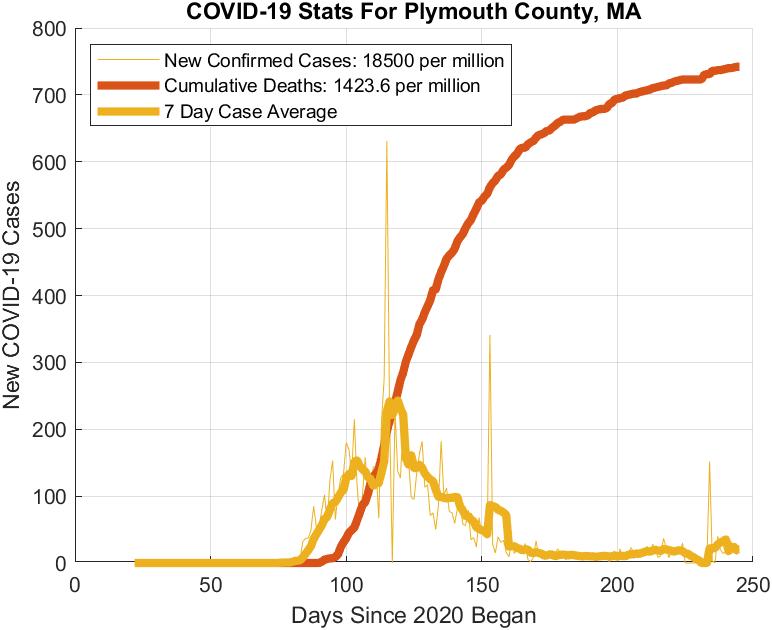 COVID-19 Stats For Plymouth County, MA
800
New Confirmed Cases: 18500 per million
Cumulative Deaths: 1423.6 per million
7 Day Case Average
700
600
500
400
300
200
100
0
New COVID-19 Cases
0 50 100 150 200 250
Days Since 2020 Began